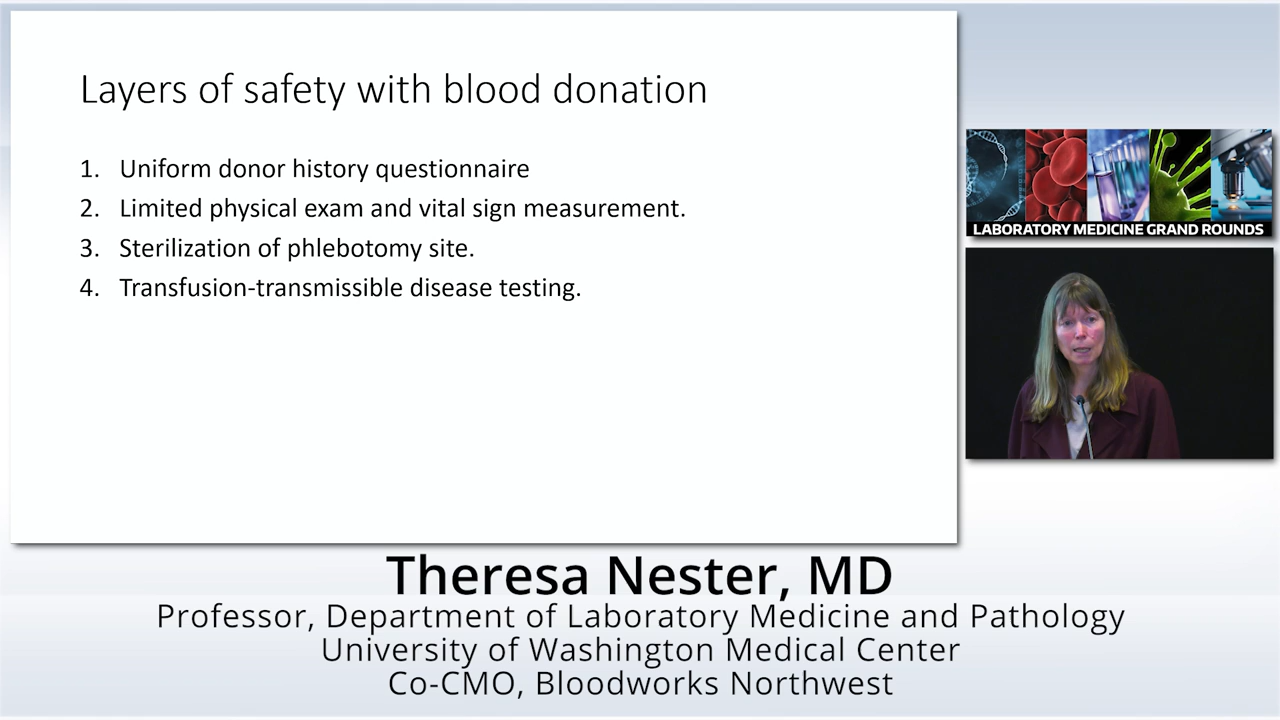 Layers of safety with blood donation
1. Uniform donor history questionnaire
2. Limited physical exam and vital sign measurement.
3. Sterilization of phlebotomy site.
4. Transfusion-transmissible disease testing.
LABORATORY MEDICINE GRAND ROUNDS
Theresa Nester, MD
Professor, Department of Laboratory Medicine and Pathology
University of Washington Medical Center
Co-CMO, Bloodworks Northwest